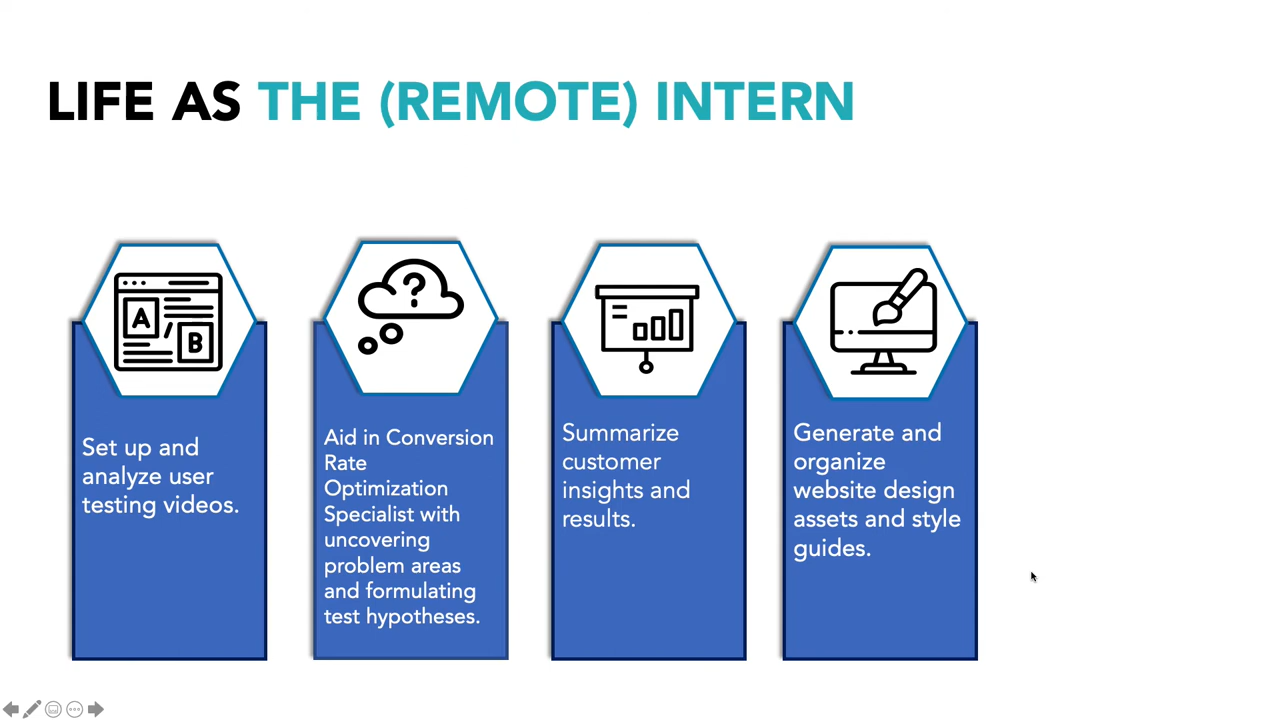 LIFE AS THE (REMOTE) INTERN
A
B
?
Set up and
analyze user
testing videos.
Aid in Conversion
Rate
Optimization
Specialist with
uncovering
problem areas
and formulating
test hypotheses.
Summarize
customer
insights and
results.
Generate and
organize
website design
assets and style
guides.